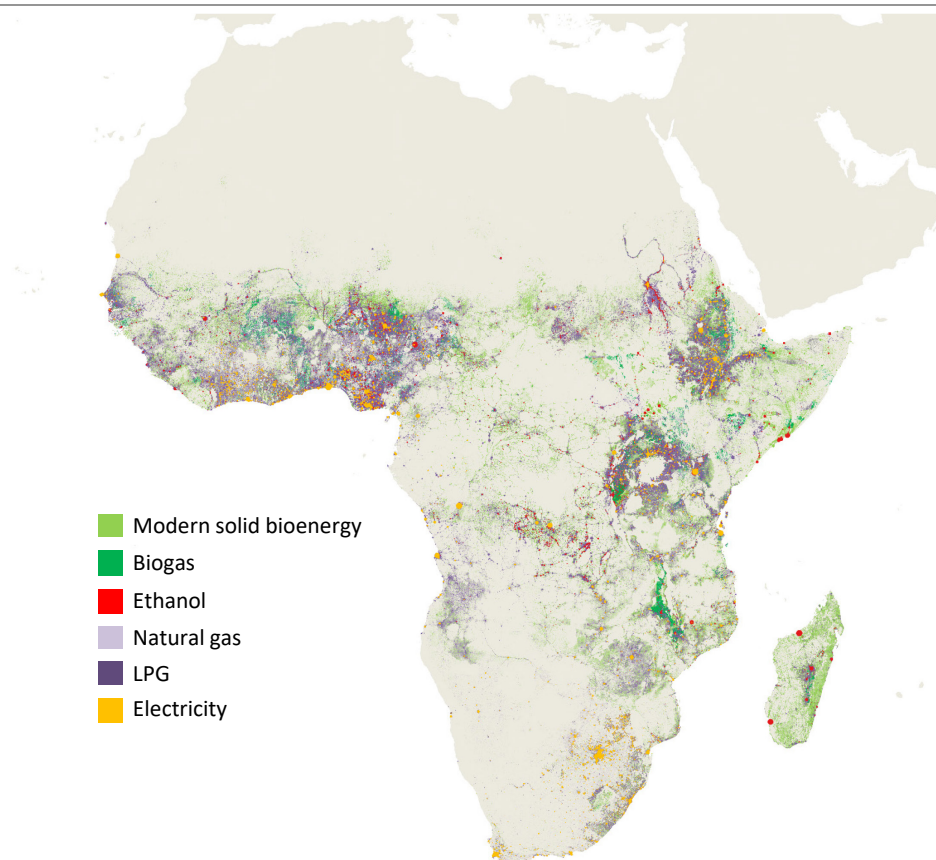 Modern solid bioenergy
Biogas
Ethanol
Natural gas
LPG
Electricity